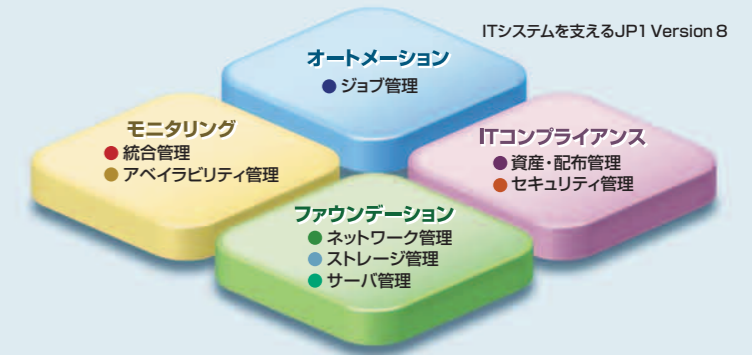 ITシステムを支えるJP1 Version 8
オートメーション
● ジョブ管理
モニタリング
● 統合管理
● アベイラビリティ管理
ITコンプライアンス
● 資産・配布管理
● セキュリティ管理
ファウンデーション
● ネットワーク管理
● ストレージ管理
● サーバ管理